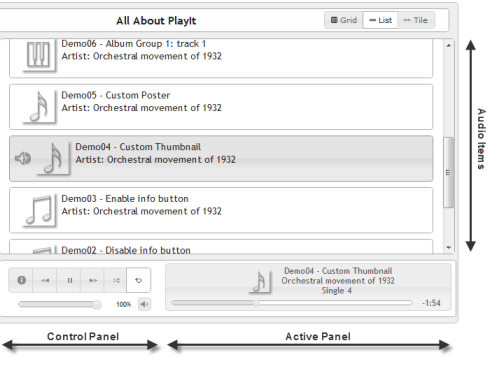 All About PlayIt
Grid
List
Tile
Demo06 - Album Group 1: track 1
Artist: Orchestral movement of 1932
Demo05 - Custom Poster
Artist: Orchestral movement of 1932
Demo04 - Custom Thumbnail
Artist: Orchestral movement of 1932
Demo03 - Enable info button
Artist: Orchestral movement of 1932
Demo02 - Disable info button
Audio Items
100%
Demo04 - Custom Thumbnail
Orchestral movement of 1932
Single 4
-1:54
Control Panel
Active Panel